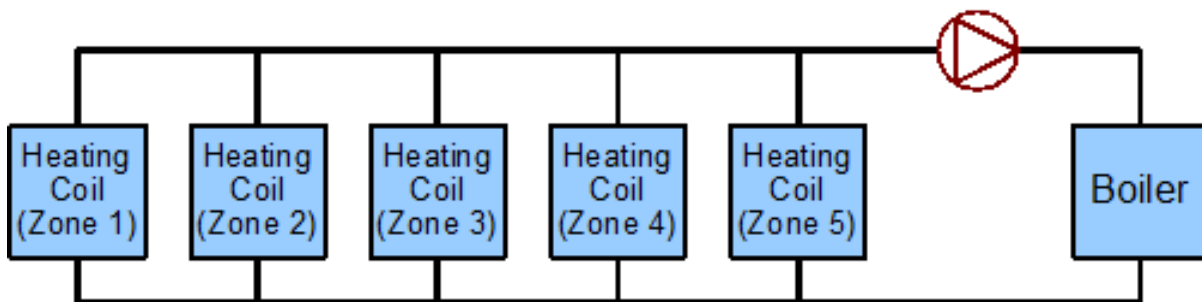 Heating
Coil
(Zone 1)
Heating
Coil
(Zone 2)
Heating
Coil
(Zone 3)
Heating
Coil
(Zone 4)
Heating
Coil
(Zone 5)
Boiler